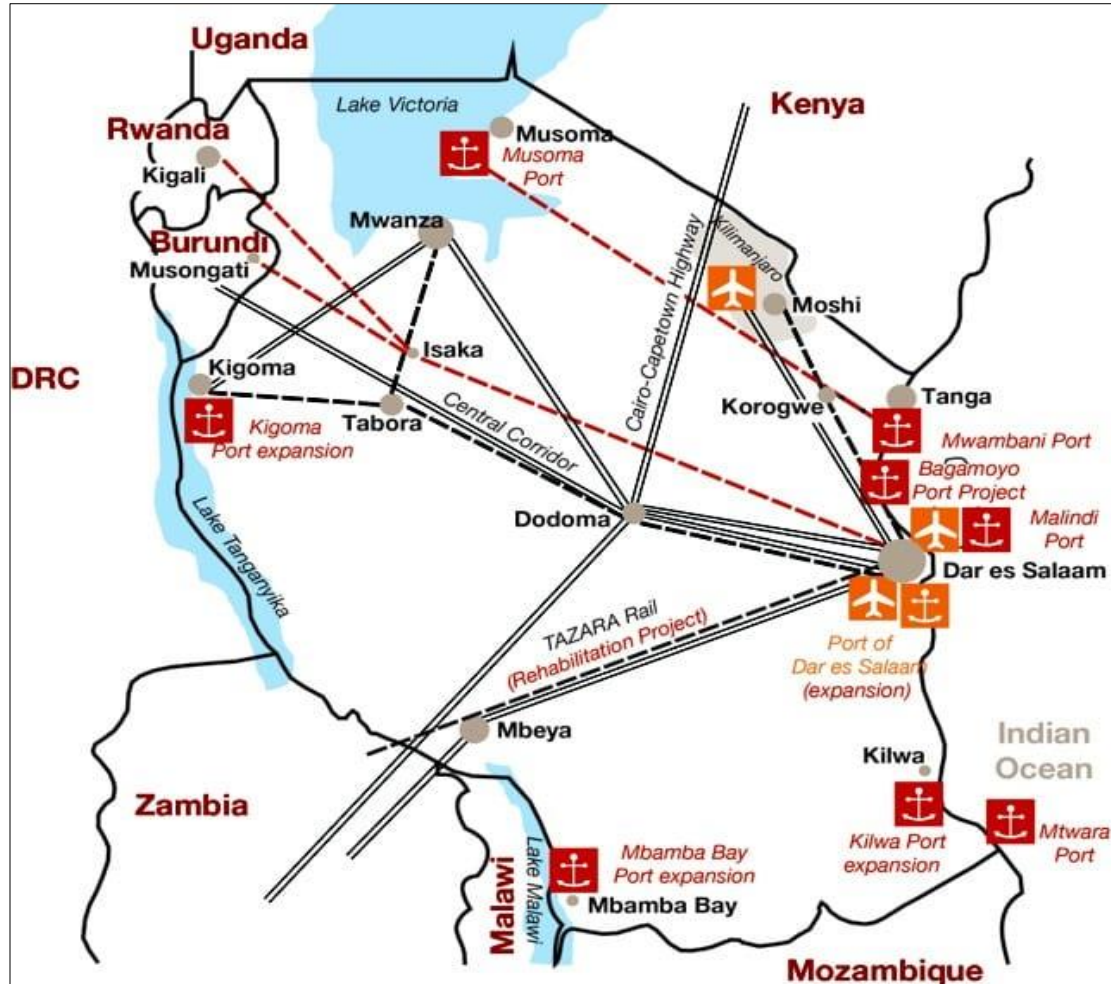 Uganda
Lake Victoria
Kenya
Rwanda
Musoma
Kigali
Musoma
Port
Mwanza
Kilimanjaro
Burundi
Musongati
Cairo-Capetown Highway
Moshi
Isaka
Kigoma
DRC
Tabora
Central Corridor
Korogwe
Tanga
Kigoma
Port expansion
Mwambani Port
Bagamoyo
Port Project
Dodoma
Malindi
Port
Lake Tanganyika
Dar es Salaam
TAZARA Rail
(Rehabilitation Project)
Port of
Dar es Salaam
(expansion)
Mbeya
Indian
Ocean
Kilwa
Zambia
Kilwa Port
expansion
Mtwara
Port
Malawi
Lake Malawi
Mbamba Bay
Port expansion
Mbamba Bay
Mozambique